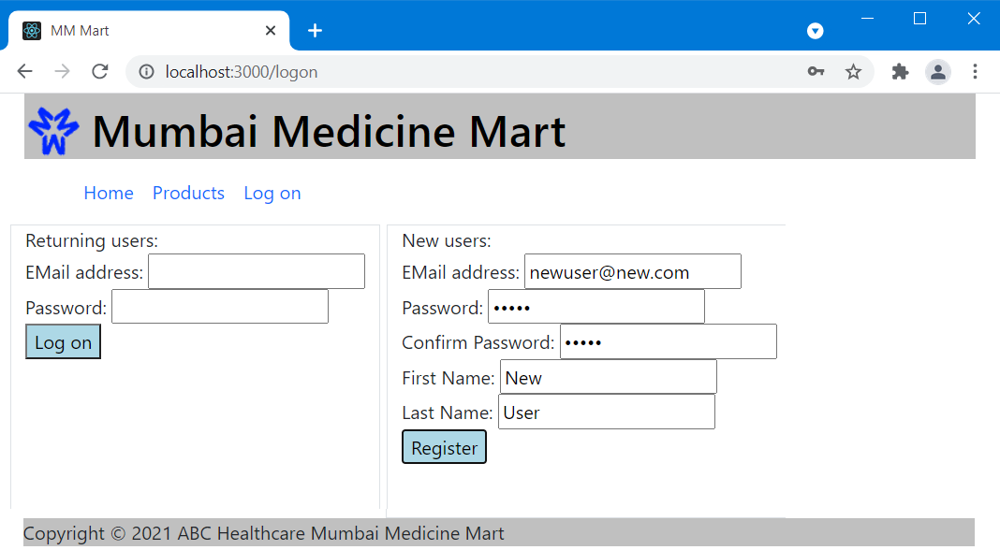 MM Mart
localhost:3000/logon
Mumbai Medicine Mart
Home Products Log on
Returning users:
EMail address:
Password:
Log on
New users:
EMail address: newuser@new.com
Password: •••••
Confirm Password: •••••
First Name: New
Last Name: User
Register
Copyright © 2021 ABC Healthcare Mumbai Medicine Mart